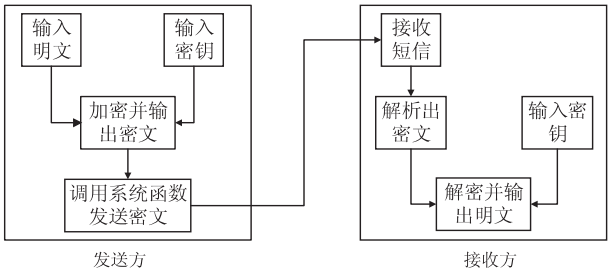 输入
明文
输入
密钥
加密并输
出密文
调用系统函数
发送密文
发送方
接收
短信
解析出
密文
输入密
钥
解密并输
出明文
接收方